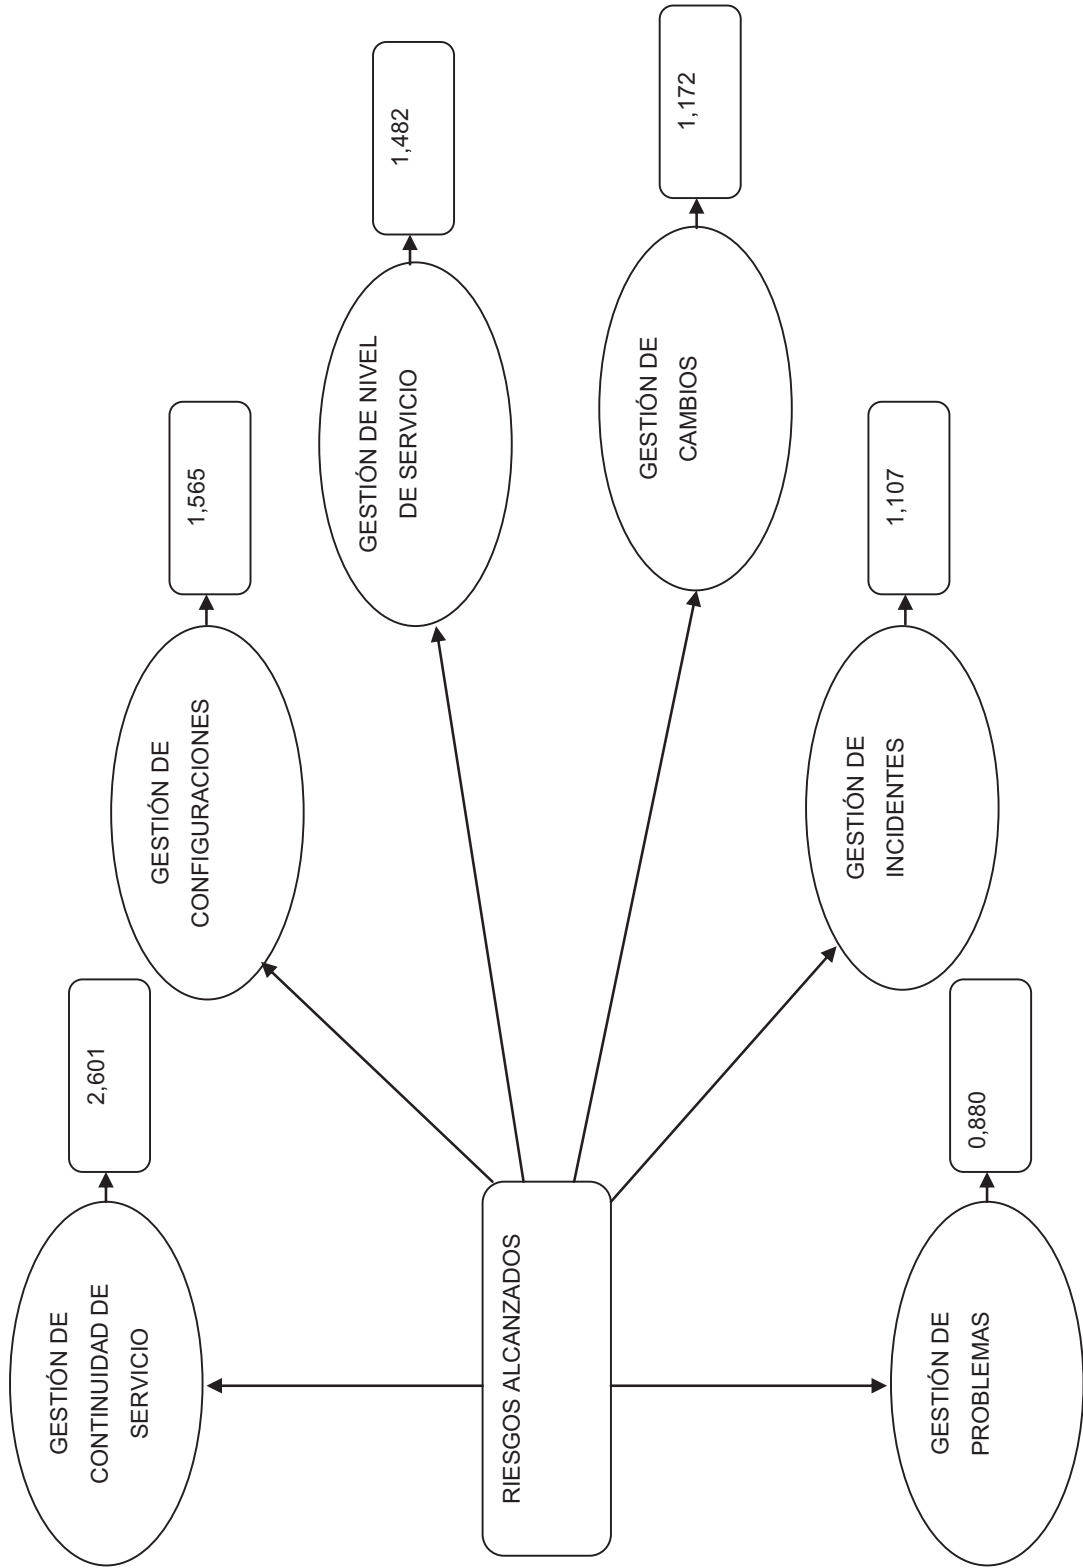 GESTIÓN DE
CONTINUIDAD DE
SERVICIO
2,601
GESTIÓN DE
CONFIGURACIONES
1,565
GESTIÓN DE NIVEL
DE SERVICIO
1,482
RIESGOS ALCANZADOS
GESTIÓN DE
CAMBIOS
1,172
GESTIÓN DE
INCIDENTES
1,107
GESTIÓN DE
PROBLEMAS
0,880